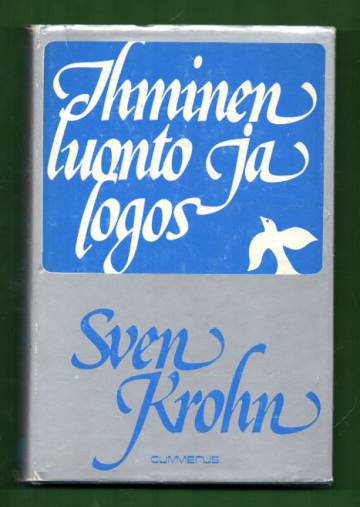 Ihminen
luonto ja
logos
Sven
Krohn
GUMMERUS